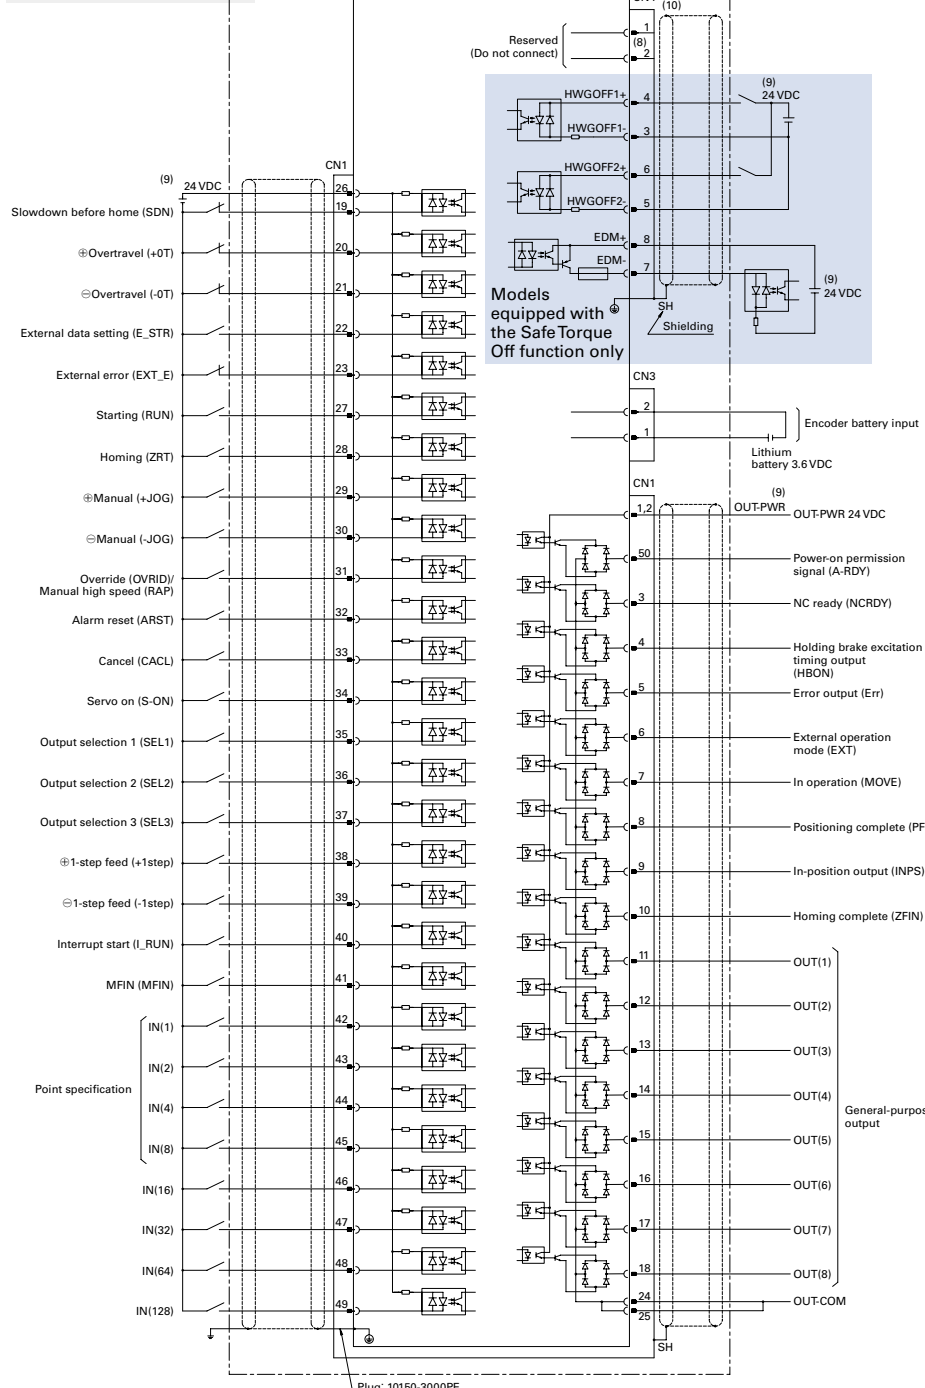 (10)
1
(8)
2
Reserved
(Do not connect)
HWGOFF1+
4
(9)
24 VDC
HWGOFF1-
3
HWGOFF2+
6
HWGOFF2-
5
EDM+
8
EDM-
7
(9)
24 VDC
SH
Shielding
Models
equipped with
the Safe Torque
Off function only
CN3
2
1
Encoder battery input
Lithium
battery 3.6 VDC
CN1
(9)
24 VDC
26
Slowdown before home (SDN)
19
⊕Overtravel (+0T)
20
⊖Overtravel (-0T)
21
External data setting (E_STR)
22
External error (EXT_E)
23
Starting (RUN)
27
Homing (ZRT)
28
⊕Manual (+JOG)
29
⊖Manual (-JOG)
30
Override (OVRID)/
Manual high speed (RAP)
31
Alarm reset (ARST)
32
Cancel (CACL)
33
Servo on (S-ON)
34
Output selection 1 (SEL1)
35
Output selection 2 (SEL2)
36
Output selection 3 (SEL3)
37
⊕1-step feed (+1step)
38
⊖1-step feed (-1step)
39
Interrupt start (I_RUN)
40
MFIN (MFIN)
41
Point specification
IN(1)
42
IN(2)
43
IN(4)
44
IN(8)
45
IN(16)
46
IN(32)
47
IN(64)
48
IN(128)
49
CN1
(9)
1,2
OUT-PWR
OUT-PWR 24 VDC
50
Power-on permission
signal (A-RDY)
3
NC ready (NCRDY)
4
Holding brake excitation
timing output
(HBON)
5
Error output (Err)
6
External operation
mode (EXT)
7
In operation (MOVE)
8
Positioning complete (PF
9
In-position output (INPS)
10
Homing complete (ZFIN)
11
OUT(1)
12
OUT(2)
13
OUT(3)
14
OUT(4)
General-purpos
output
15
OUT(5)
16
OUT(6)
17
OUT(7)
18
OUT(8)
24
OUT-COM
25
SH
Plug: 10150-3000PE